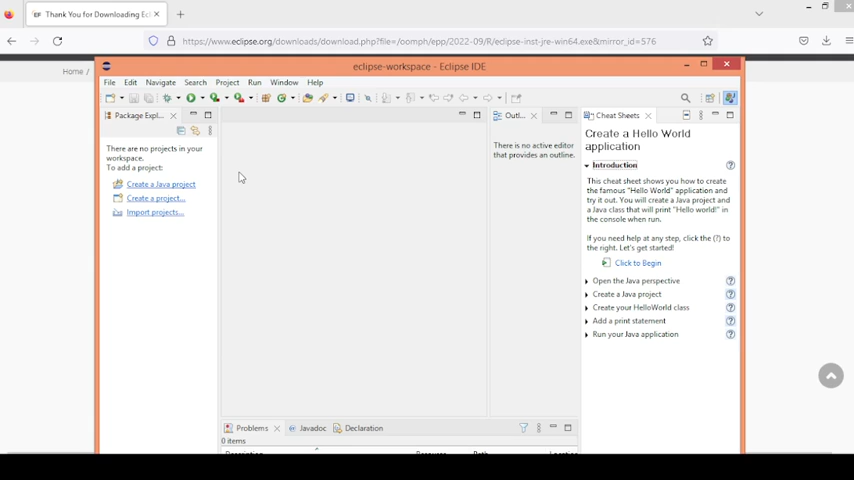 Thank You for Downloading Ecl
https://www.eclipse.org/downloads/download.php?file=/oomph/epp/2022-09/R/eclipse-inst-jre-win64.exe&mirror_id=576
Home /
eclipse-workspace - Eclipse IDE
File Edit Navigate Search Project Run Window Help
Package Expl...
There are no projects in your
workspace.
To add a project:
Create a Java project
Create a project...
Import projects...
Outl...
There is no active editor
that provides an outline.
Cheat Sheets
Create a Hello World
application
Introduction
This cheat sheet shows you how to create
the famous "Hello World" application and
try it out. You will create a Java project and
a Java class that will print "Hello world!" in
the console when run.
If you need help at any step, click the (?) to
the right. Let's get started!
Click to Begin
Open the Java perspective
Create a Java project
Create your HelloWorld class
Add a print statement
Run your Java application
Problems Javadoc Declaration
0 items
Description Resource Path Location